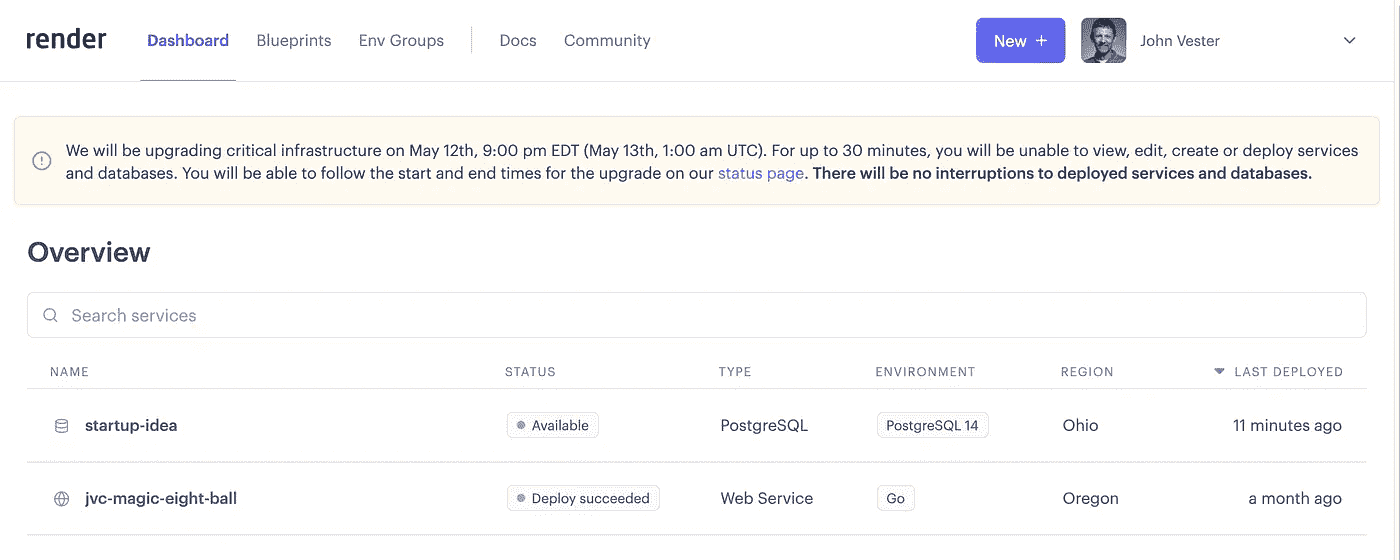 render Dashboard Blueprints Env Groups Docs Community New + John Vester
We will be upgrading critical infrastructure on May 12th, 9:00 pm EDT (May 13th, 1:00 am UTC). For up to 30 minutes, you will be unable to view, edit, create or deploy services
and databases. You will be able to follow the start and end times for the upgrade on our status page. There will be no interruptions to deployed services and databases.
Overview
Search services
NAME STATUS TYPE ENVIRONMENT REGION LAST DEPLOYED
startup-idea Available PostgreSQL PostgreSQL 14 Ohio 11 minutes ago
jvc-magic-eight-ball Deploy succeeded Web Service Go Oregon a month ago